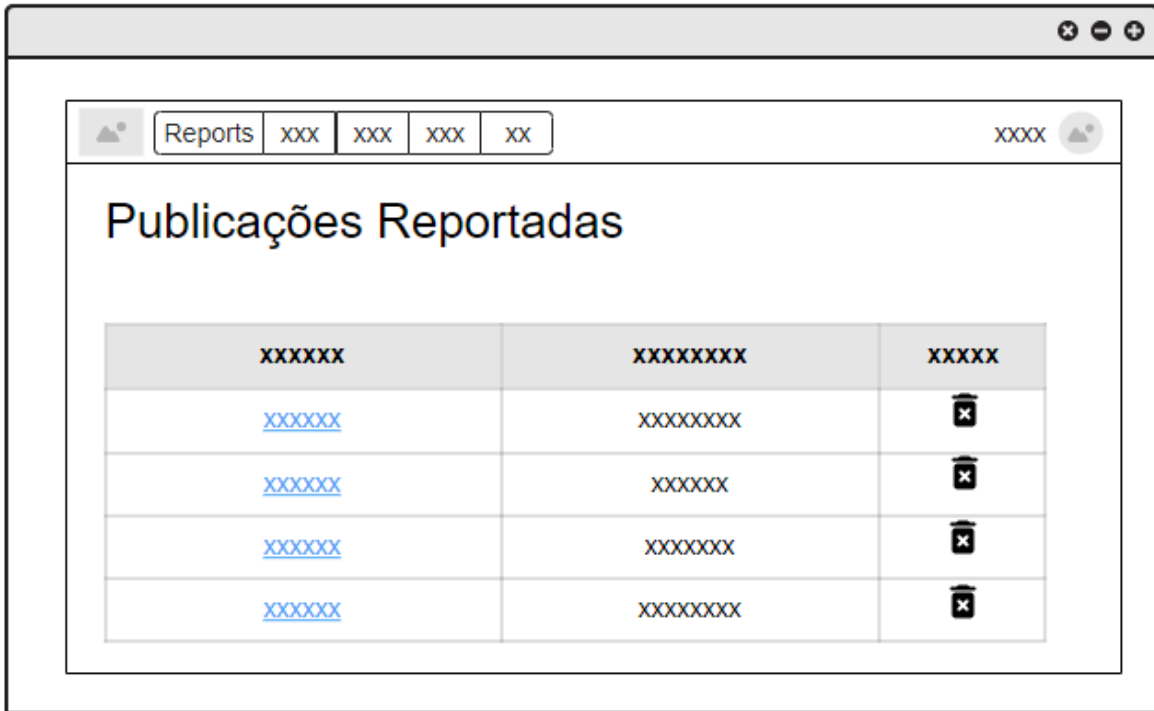 Reports xxx xxx xxx xx xxxx
Publicações Reportadas
xxxxxx xxxxxxxx xxxxx
xxxxxx xxxxxxxx
xxxxxx xxxxxx
xxxxxx xxxxxxx
xxxxxx xxxxxxxx